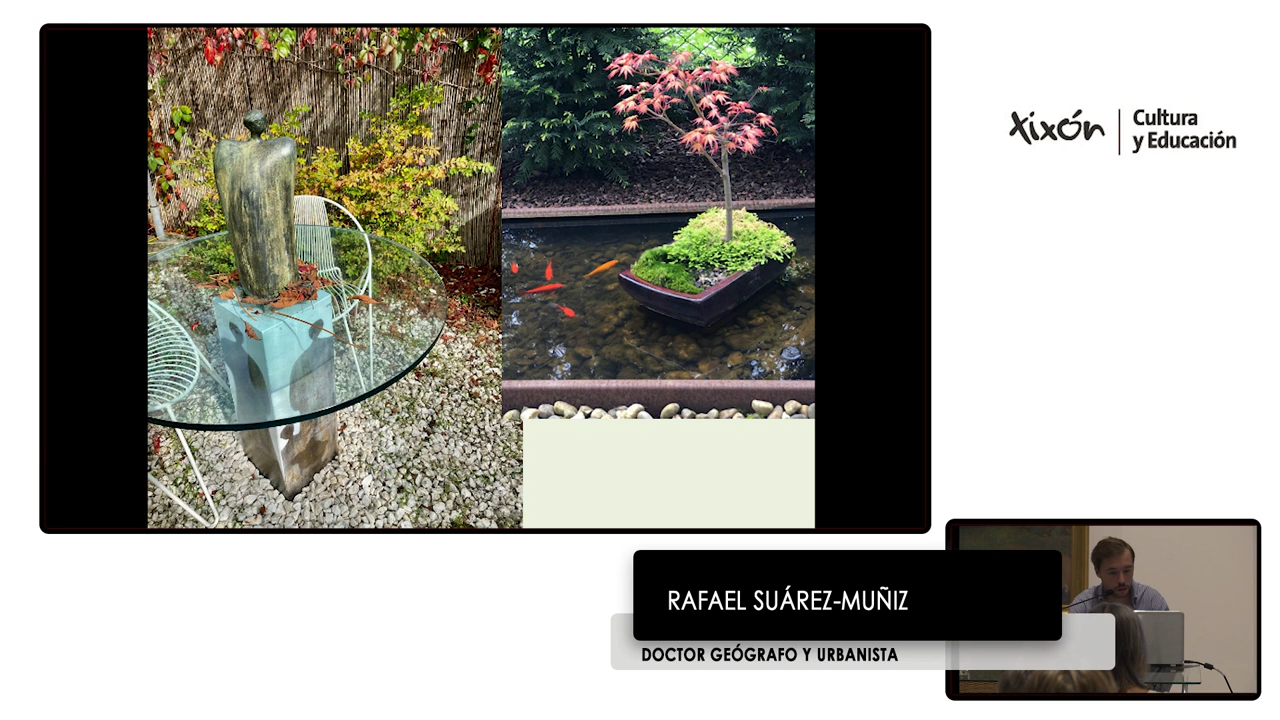 xixón
Cultura
y Educación
RAFAEL SUÁREZ-MUÑIZ
DOCTOR GEÓGRAFO Y URBANISTA